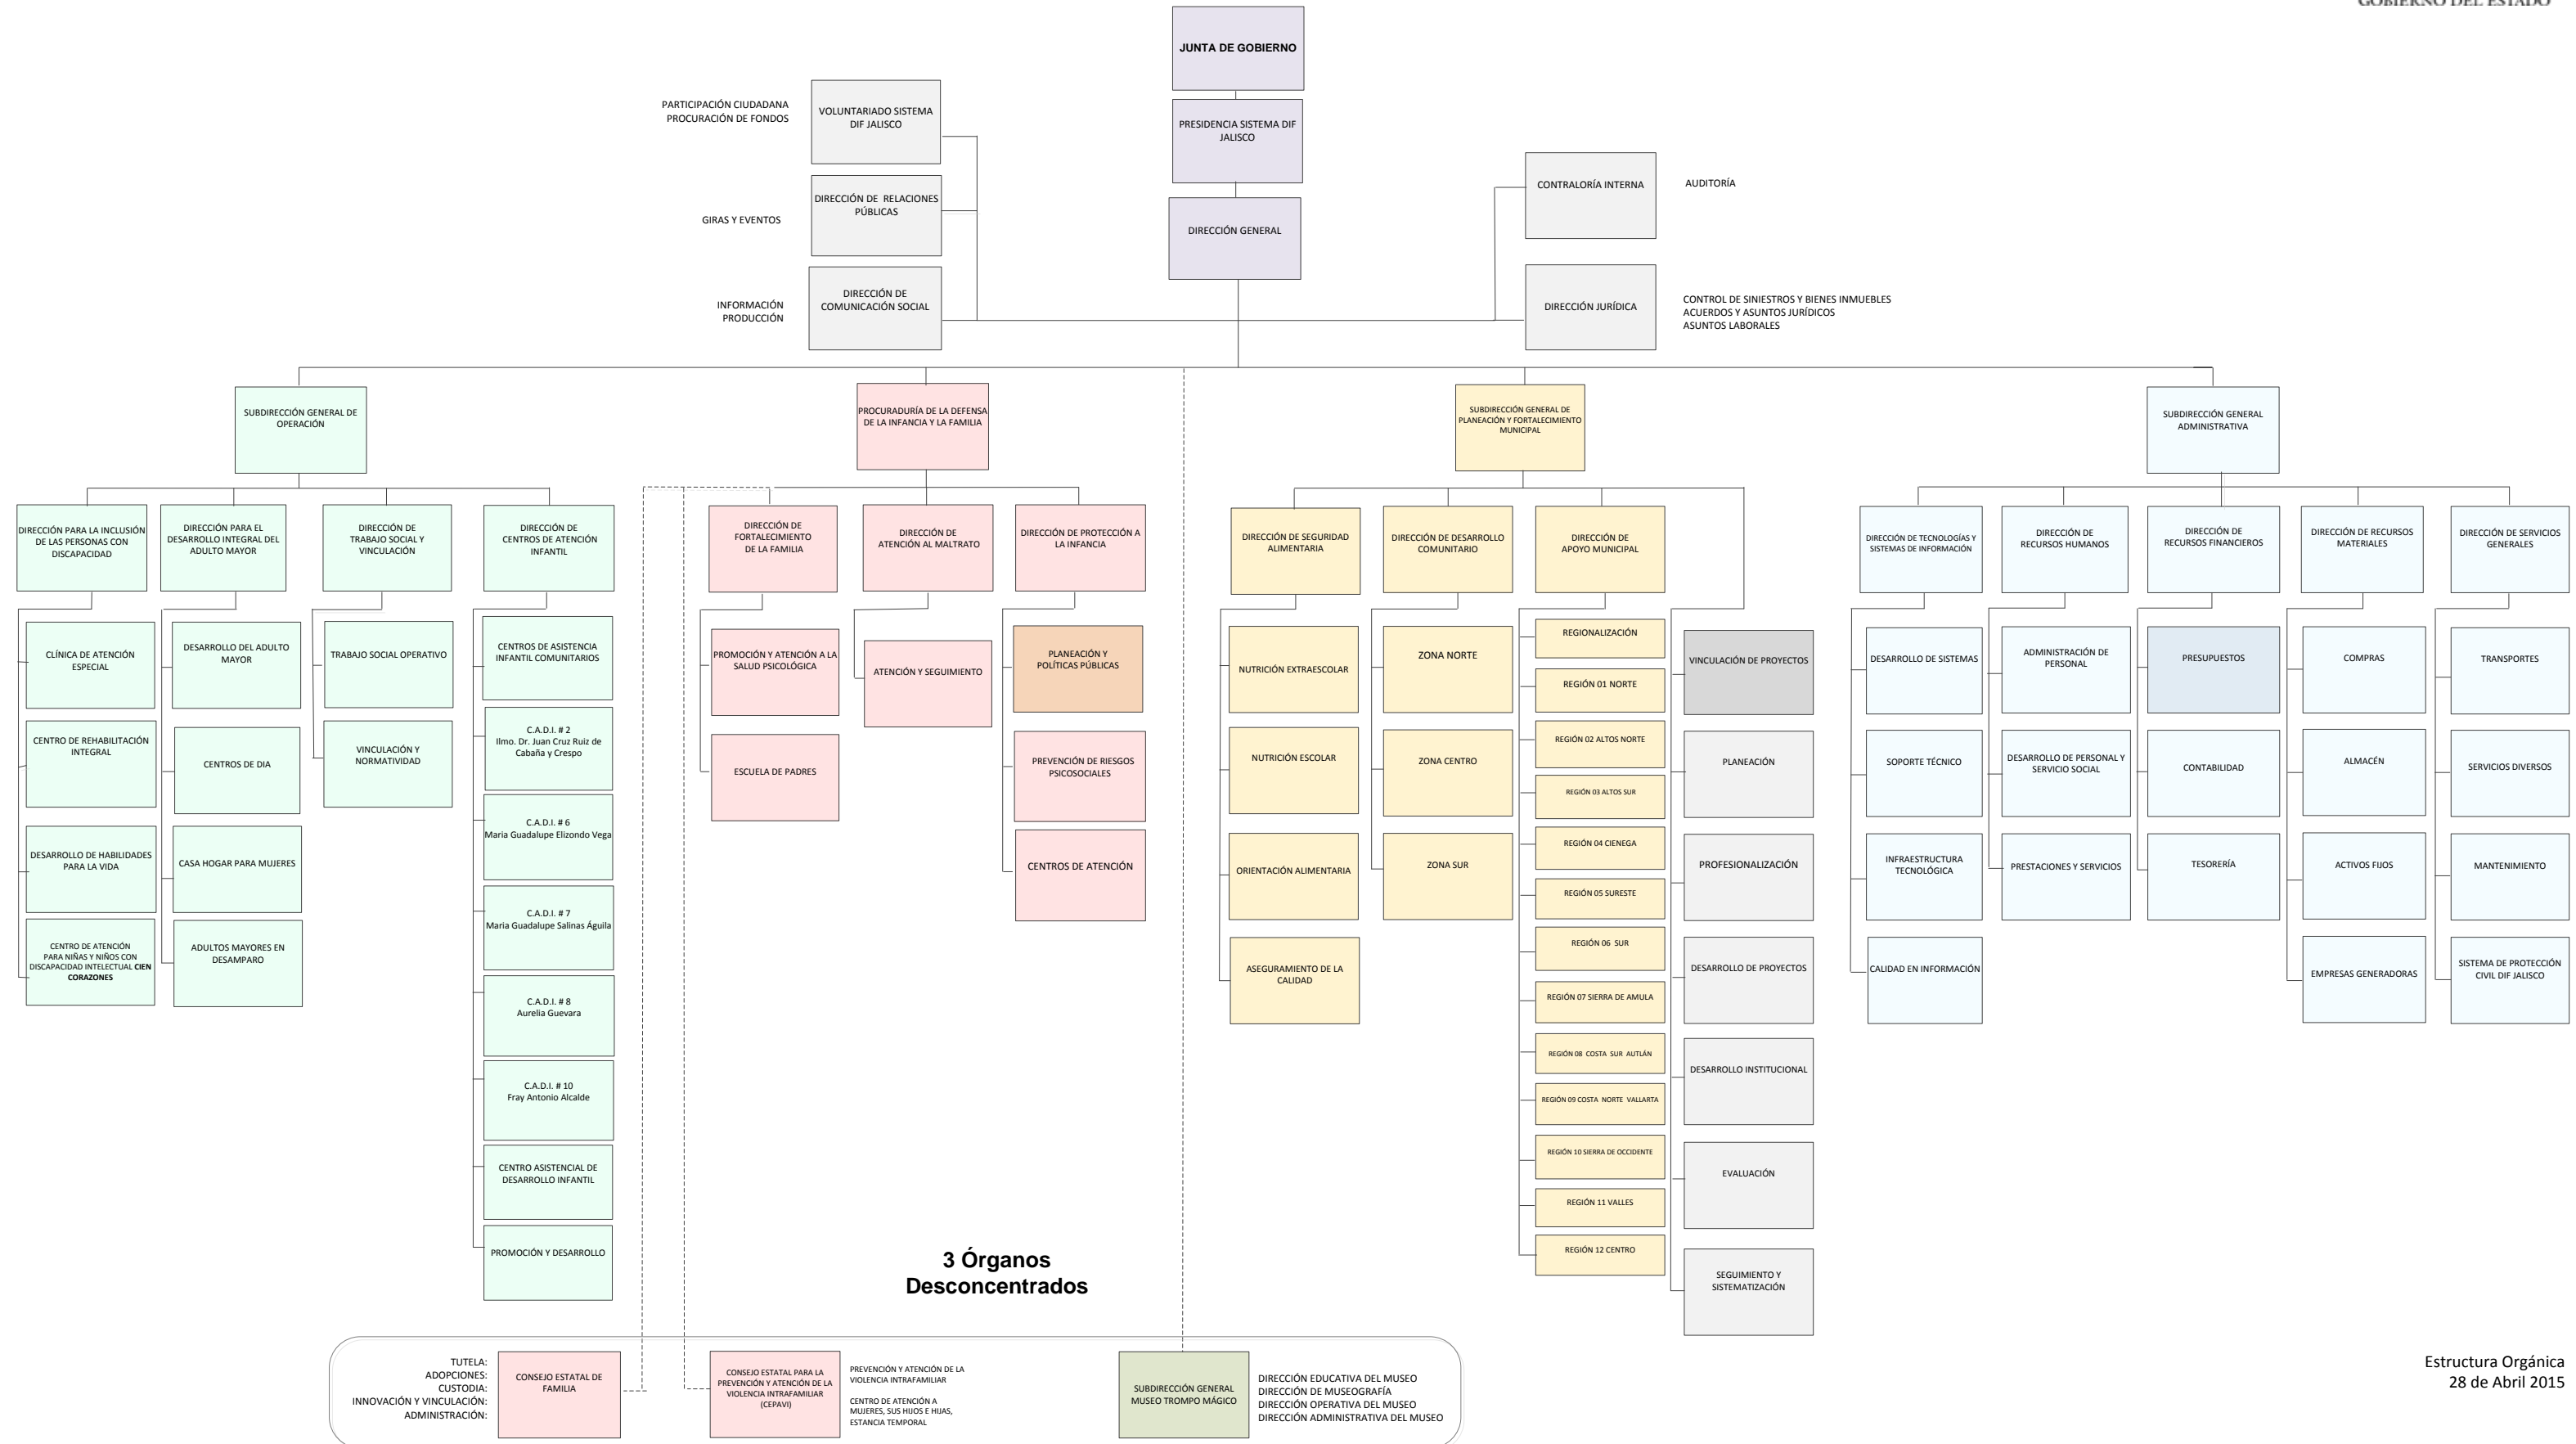 GOBIERNO DEL ESTADO
JUNTA DE GOBIERNO
PRESIDENCIA SISTEMA DIF
JALISCO
DIRECCIÓN GENERAL
PARTICIPACIÓN CIUDADANA
PROCURACIÓN DE FONDOS
VOLUNTARIADO SISTEMA
DIF JALISCO
GIRAS Y EVENTOS
DIRECCIÓN DE RELACIONES
PÚBLICAS
INFORMACIÓN
PRODUCCIÓN
DIRECCIÓN DE
COMUNICACIÓN SOCIAL
CONTRALORÍA INTERNA
AUDITORÍA
DIRECCIÓN JURÍDICA
CONTROL DE SINIESTROS Y BIENES INMUEBLES
ACUERDOS Y ASUNTOS JURÍDICOS
ASUNTOS LABORALES
SUBDIRECCIÓN GENERAL DE
OPERACIÓN
PROCURADURÍA DE LA DEFENSA
DE LA INFANCIA Y LA FAMILIA
SUBDIRECCIÓN GENERAL DE
PLANEACIÓN Y FORTALECIMIENTO
MUNICIPAL
SUBDIRECCIÓN GENERAL
ADMINISTRATIVA
DIRECCIÓN PARA LA INCLUSIÓN
DE LAS PERSONAS CON
DISCAPACIDAD
CLÍNICA DE ATENCIÓN
ESPECIAL
CENTRO DE REHABILITACIÓN
INTEGRAL
DESARROLLO DE HABILIDADES
PARA LA VIDA
CENTRO DE ATENCIÓN
PARA NIÑAS Y NIÑOS CON
DISCAPACIDAD INTELECTUAL CIEN
CORAZONES
DIRECCIÓN PARA EL
DESARROLLO INTEGRAL DEL
ADULTO MAYOR
DESARROLLO DEL ADULTO
MAYOR
CENTROS DE DIA
CASA HOGAR PARA MUJERES
ADULTOS MAYORES EN
DESAMPARO
DIRECCIÓN DE
TRABAJO SOCIAL Y
VINCULACIÓN
TRABAJO SOCIAL OPERATIVO
VINCULACIÓN Y
NORMATIVIDAD
DIRECCIÓN DE
CENTROS DE ATENCIÓN
INFANTIL
CENTROS DE ASISTENCIA
INFANTIL COMUNITARIOS
C.A.D.I. # 2
Ilmo. Dr. Juan Cruz Ruiz de
Cabaña y Crespo
C.A.D.I. # 6
Maria Guadalupe Elizondo Vega
C.A.D.I. # 7
Maria Guadalupe Salinas Águila
C.A.D.I. # 8
Aurelia Guevara
C.A.D.I. # 10
Fray Antonio Alcalde
CENTRO ASISTENCIAL DE
DESARROLLO INFANTIL
PROMOCIÓN Y DESARROLLO
DIRECCIÓN DE
FORTALECIMIENTO
DE LA FAMILIA
PROMOCIÓN Y ATENCIÓN A LA
SALUD PSICOLÓGICA
ESCUELA DE PADRES
DIRECCIÓN DE
ATENCIÓN AL MALTRATO
ATENCIÓN Y SEGUIMIENTO
DIRECCIÓN DE PROTECCIÓN A
LA INFANCIA
PLANEACIÓN Y
POLÍTICAS PÚBLICAS
PREVENCIÓN DE RIESGOS
PSICOSOCIALES
CENTROS DE ATENCIÓN
DIRECCIÓN DE SEGURIDAD
ALIMENTARIA
NUTRICIÓN EXTRAESCOLAR
NUTRICIÓN ESCOLAR
ORIENTACIÓN ALIMENTARIA
ASEGURAMIENTO DE LA
CALIDAD
DIRECCIÓN DE DESARROLLO
COMUNITARIO
ZONA NORTE
ZONA CENTRO
ZONA SUR
DIRECCIÓN DE
APOYO MUNICIPAL
REGIONALIZACIÓN
REGIÓN 01 NORTE
REGIÓN 02 ALTOS NORTE
REGIÓN 03 ALTOS SUR
REGIÓN 04 CIENEGA
REGIÓN 05 SURESTE
REGIÓN 06 SUR
REGIÓN 07 SIERRA DE AMULA
REGIÓN 08 COSTA SUR AUTLÁN
REGIÓN 09 COSTA NORTE VALLARTA
REGIÓN 10 SIERRA DE OCCIDENTE
REGIÓN 11 VALLES
REGIÓN 12 CENTRO
VINCULACIÓN DE PROYECTOS
PLANEACIÓN
PROFESIONALIZACIÓN
DESARROLLO DE PROYECTOS
DESARROLLO INSTITUCIONAL
EVALUACIÓN
SEGUIMIENTO Y
SISTEMATIZACIÓN
DIRECCIÓN DE TECNOLOGÍAS Y
SISTEMAS DE INFORMACIÓN
DESARROLLO DE SISTEMAS
SOPORTE TÉCNICO
INFRAESTRUCTURA
TECNOLÓGICA
CALIDAD EN INFORMACIÓN
DIRECCIÓN DE
RECURSOS HUMANOS
ADMINISTRACIÓN DE
PERSONAL
DESARROLLO DE PERSONAL Y
SERVICIO SOCIAL
PRESTACIONES Y SERVICIOS
DIRECCIÓN DE
RECURSOS FINANCIEROS
PRESUPUESTOS
CONTABILIDAD
TESORERÍA
DIRECCIÓN DE RECURSOS
MATERIALES
COMPRAS
ALMACÉN
ACTIVOS FIJOS
EMPRESAS GENERADORAS
DIRECCIÓN DE SERVICIOS
GENERALES
TRANSPORTES
SERVICIOS DIVERSOS
MANTENIMIENTO
SISTEMA DE PROTECCIÓN
CIVIL DIF JALISCO
3 Órganos
Desconcentrados
TUTELA:
ADOPCIONES:
CUSTODIA:
INNOVACIÓN Y VINCULACIÓN:
ADMINISTRACIÓN:
CONSEJO ESTATAL DE
FAMILIA
CONSEJO ESTATAL PARA LA
PREVENCIÓN Y ATENCIÓN DE LA
VIOLENCIA INTRAFAMILIAR
(CEPAVI)
PREVENCIÓN Y ATENCIÓN DE LA
VIOLENCIA INTRAFAMILIAR
CENTRO DE ATENCIÓN A
MUJERES, SUS HIJOS E HIJAS,
ESTANCIA TEMPORAL
SUBDIRECCIÓN GENERAL
MUSEO TROMPO MÁGICO
DIRECCIÓN EDUCATIVA DEL MUSEO
DIRECCIÓN DE MUSEOGRAFÍA
DIRECCIÓN OPERATIVA DEL MUSEO
DIRECCIÓN ADMINISTRATIVA DEL MUSEO
Estructura Orgánica
28 de Abril 2015